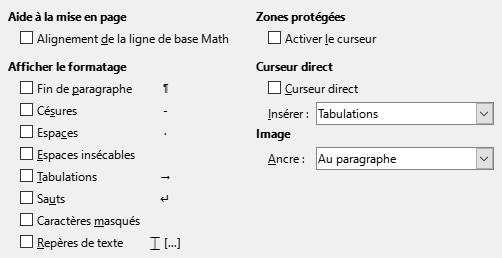 Aide à la mise en page
Alignement de la ligne de base Math
Afficher le formatage
Fin de paragraphe ¶
Césures -
Espaces ·
Espaces insécables
Tabulations →
Sauts ↵
Caractères masqués
Repères de texte [...]
Zones protégées
Activer le curseur
Curseur direct
Curseur direct
Insérer : Tabulations
Image
Ancre : Au paragraphe